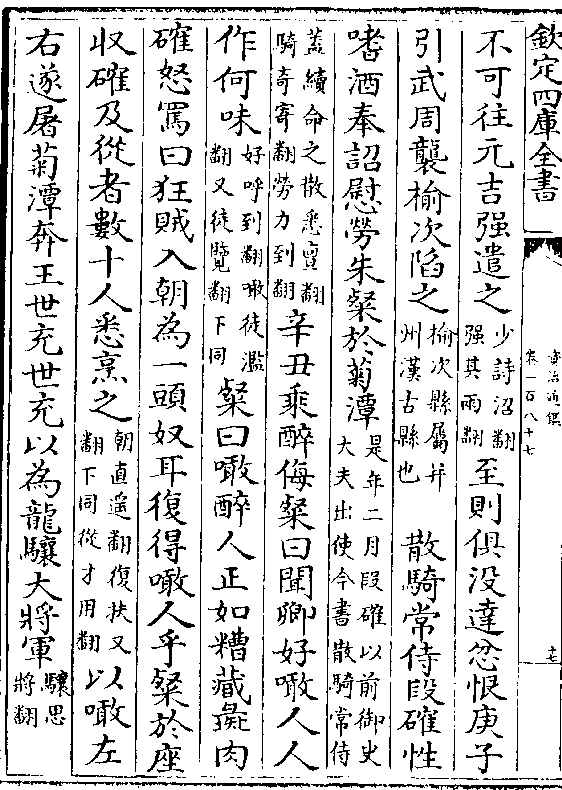 欽定四庫全書
資治通鑑
卷一百八十七
十七
不可往元吉强遣之少詩沼翻强其兩翻至則俱没達忿恨庚子
引武周襲榆次陷之榆次縣屬并州漢古縣也散騎常侍段確性
嗜酒奉詔慰勞朱粲於菊潭是年二月段確以前御史大夫出使今書散騎常侍
蓋續命之散悉亶翻騎奇寄翻勞力到翻辛丑乘醉侮粲曰聞卿好噉人人
作何味好呼到翻噉徒濫翻又徒覽翻下同粲曰噉醉人正如糟藏彘肉
確怒罵曰狂賊入朝為一頭奴耳復得噉人乎粲於座
収確及從者數十人悉烹之朝直遥翻復扶又翻下同從才用翻以噉左
右遂屠菊潭奔王世充世充以為龍驤大將軍驤思將翻